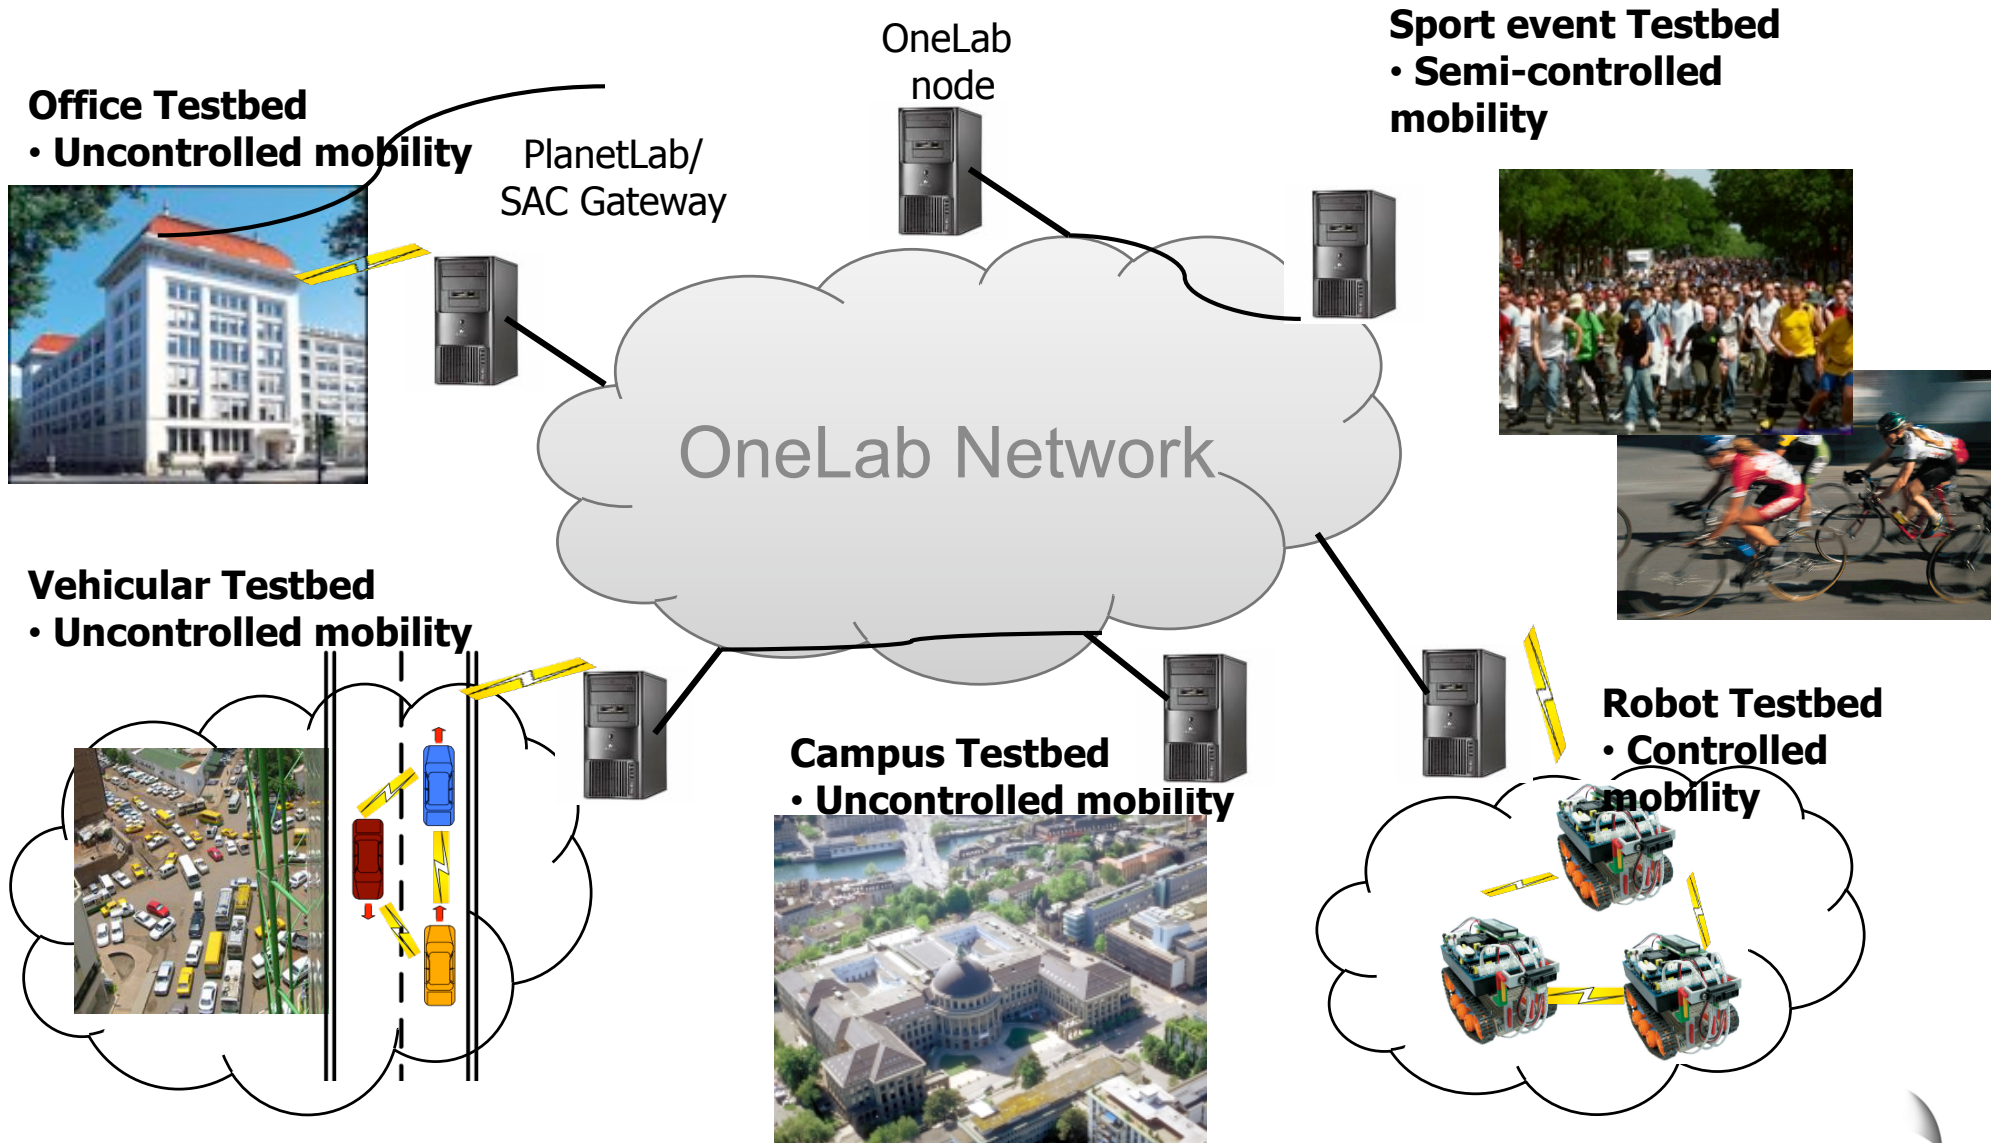 OneLab
node
Sport event Testbed
• Semi-controlled
mobility
Office Testbed
• Uncontrolled mobility
PlanetLab/
SAC Gateway
OneLab Network
Vehicular Testbed
• Uncontrolled mobility
Campus Testbed
• Uncontrolled mobility
Robot Testbed
• Controlled
mobility